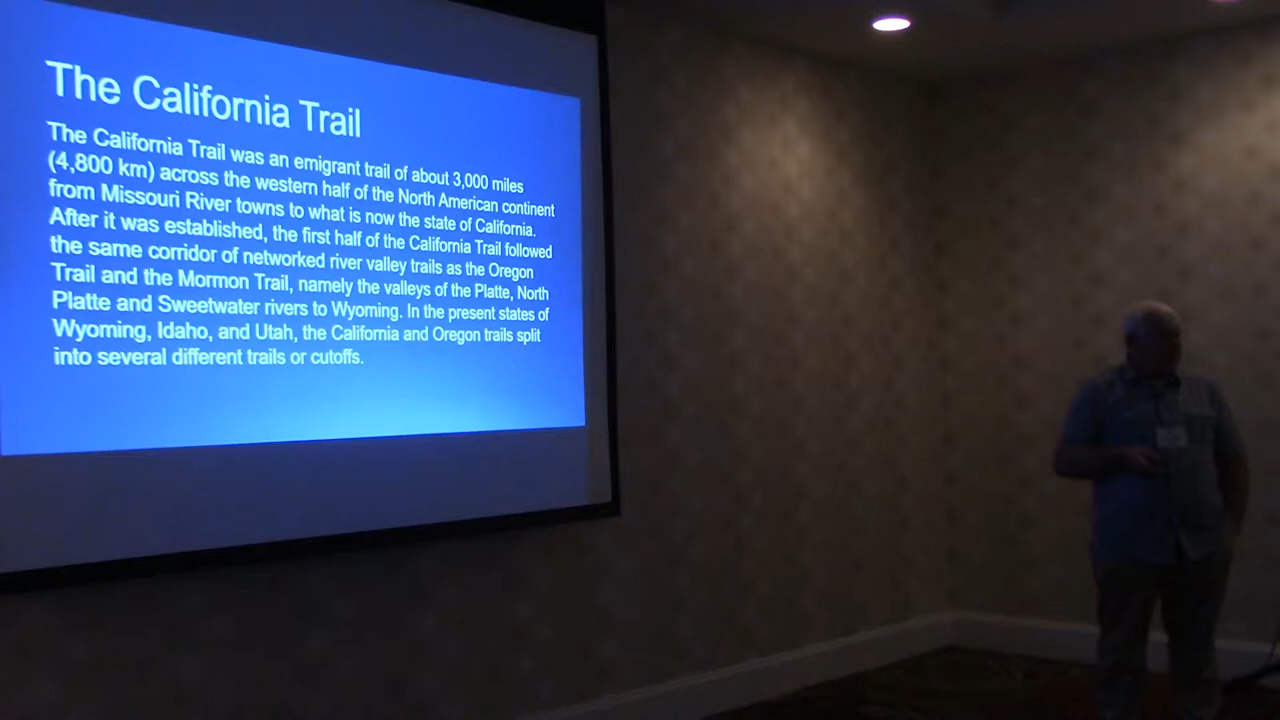 The California Trail
The California Trail was an emigrant trail of about 3,000 miles
(4,800 km) across the western half of the North American continent
from Missouri River towns to what is now the state of California.
After it was established, the first half of the California Trail followed
the same corridor of networked river valley trails as the Oregon
Trail and the Mormon Trail, namely the valleys of the Platte, North
Platte and Sweetwater rivers to Wyoming. In the present states of
Wyoming, Idaho, and Utah, the California and Oregon trails split
into several different trails or cutoffs.